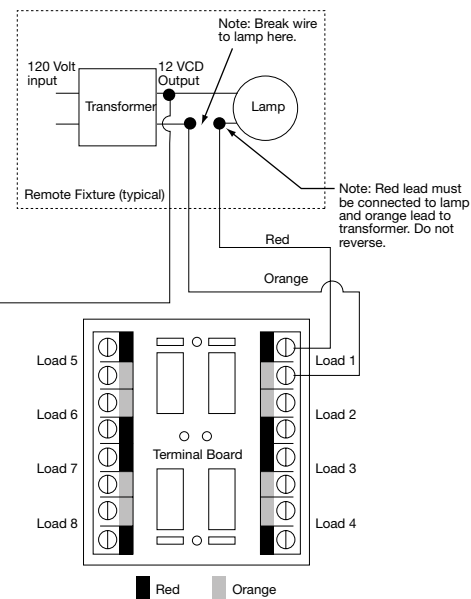 Note: Break wire
to lamp here.
120 Volt
input
12 VCD
Output
Transformer
Lamp
Remote Fixture (typical)
Note: Red lead must
be connected to lamp
and orange lead to
transformer. Do not
reverse.
Red
Orange
Load 5
Load 1
Load 6
Load 2
Terminal Board
Load 7
Load 3
Load 8
Load 4
Red
Orange